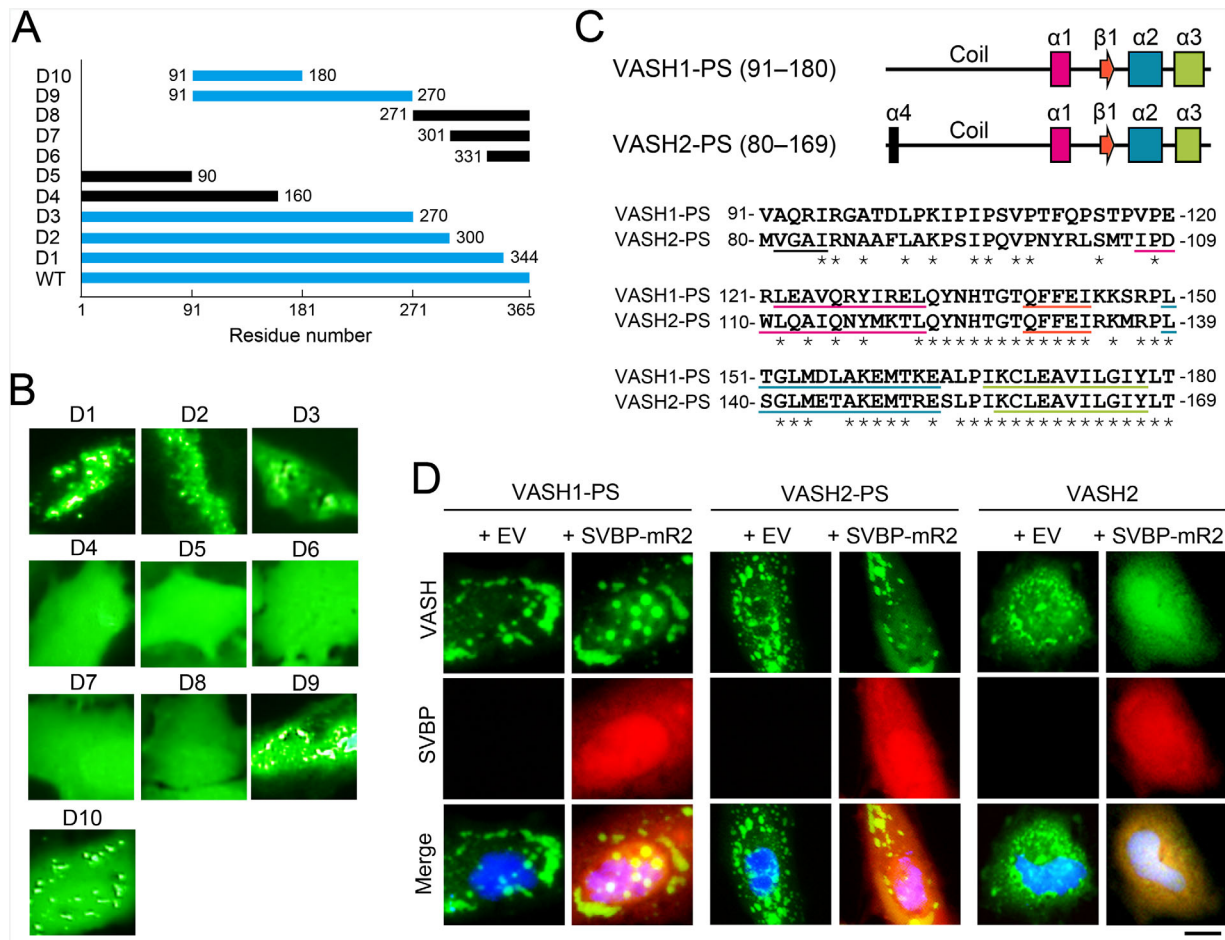 A
D10 91 180
D9 91 270
D8 271
D7 301
D6 331
D5 90
D4 160
D3 270
D2 300
D1 344
WT
1 91 181 271 365
Residue number
B
D1 D2 D3
D4 D5 D6
D7 D8 D9
D10
C
α1 β1 α2 α3
VASH1-PS (91–180) Coil
α4 α1 β1 α2 α3
VASH2-PS (80–169) Coil
VASH1-PS 91- VAQRIRGATDLPKIPIPSVPTFQPSTPVPE -120
VASH2-PS 80- MVGAIRNAAFLAKPSIPQVPNYRLSMTIPD -109
** * * * ** ** * *
VASH1-PS 121- RLEAVQRYIRELQYNHTGTQFFEIKKSRPL -150
VASH2-PS 110- WLQAIQNYMKTLQYNHTGTQFFEIRKMRPL -139
* * * * ************* * ***
VASH1-PS 151- TGLMDLAKEMTKEALPIKCLEAVILGIYLT -180
VASH2-PS 140- SGLMETAKEMTRESLPIKCLEAVILGIYLT -169
*** ***** * ****************
D
VASH1-PS VASH2-PS VASH2
+ EV + SVBP-mR2 + EV + SVBP-mR2 + EV + SVBP-mR2
VASH
SVBP
Merge